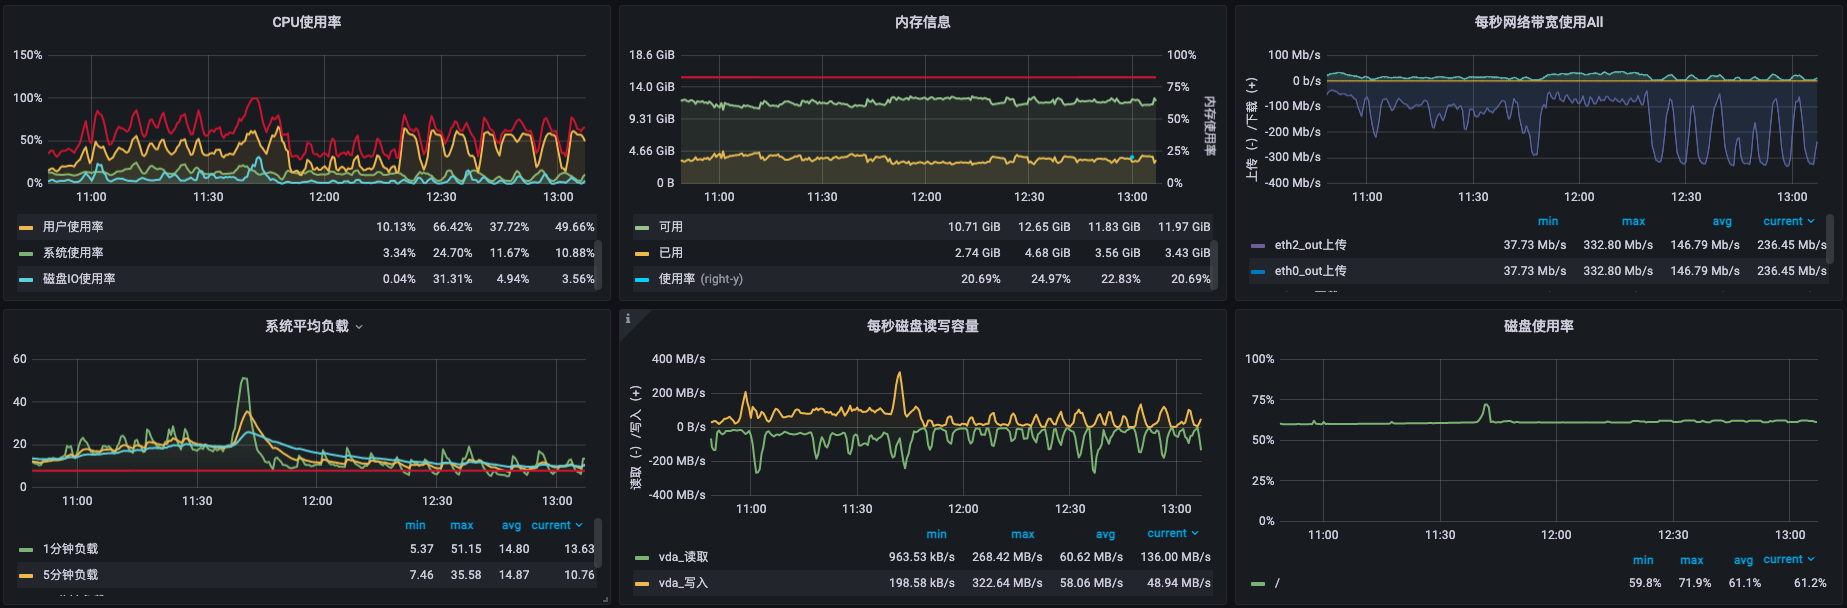 CPU使用率
150%
100%
50%
0%
11:00 11:30 12:00 12:30 13:00
用户使用率 10.13% 66.42% 37.72% 49.66%
系统使用率 3.34% 24.70% 11.67% 10.88%
磁盘IO使用率 0.04% 31.31% 4.94% 3.56%
内存信息
18.6 GiB 100%
14.0 GiB 75%
9.31 GiB 50%
4.66 GiB 25%
0 B 0%
内存使用率
11:00 11:30 12:00 12:30 13:00
可用 10.71 GiB 12.65 GiB 11.83 GiB 11.97 GiB
已用 2.74 GiB 4.68 GiB 3.56 GiB 3.43 GiB
使用率 (right-y) 20.69% 24.97% 22.83% 20.69%
每秒网络带宽使用All
上传 (-) /下载 (+)
100 Mb/s
0 b/s
-100 Mb/s
-200 Mb/s
-300 Mb/s
-400 Mb/s
11:00 11:30 12:00 12:30 13:00
min max avg current
eth2_out上传 37.73 Mb/s 332.80 Mb/s 146.79 Mb/s 236.45 Mb/s
eth0_out上传 37.73 Mb/s 332.80 Mb/s 146.79 Mb/s 236.45 Mb/s
系统平均负载
60
40
20
0
11:00 11:30 12:00 12:30 13:00
min max avg current
1分钟负载 5.37 51.15 14.80 13.63
5分钟负载 7.46 35.58 14.87 10.76
i
每秒磁盘读写容量
读取 (-) /写入 (+)
400 MB/s
200 MB/s
0 B/s
-200 MB/s
-400 MB/s
11:00 11:30 12:00 12:30 13:00
min max avg current
vda_读取 963.53 kB/s 268.42 MB/s 60.62 MB/s 136.00 MB/s
vda_写入 198.58 kB/s 322.64 MB/s 58.06 MB/s 48.94 MB/s
磁盘使用率
100%
75%
50%
25%
0%
11:00 11:30 12:00 12:30 13:00
min max avg current
/ 59.8% 71.9% 61.1% 61.2%